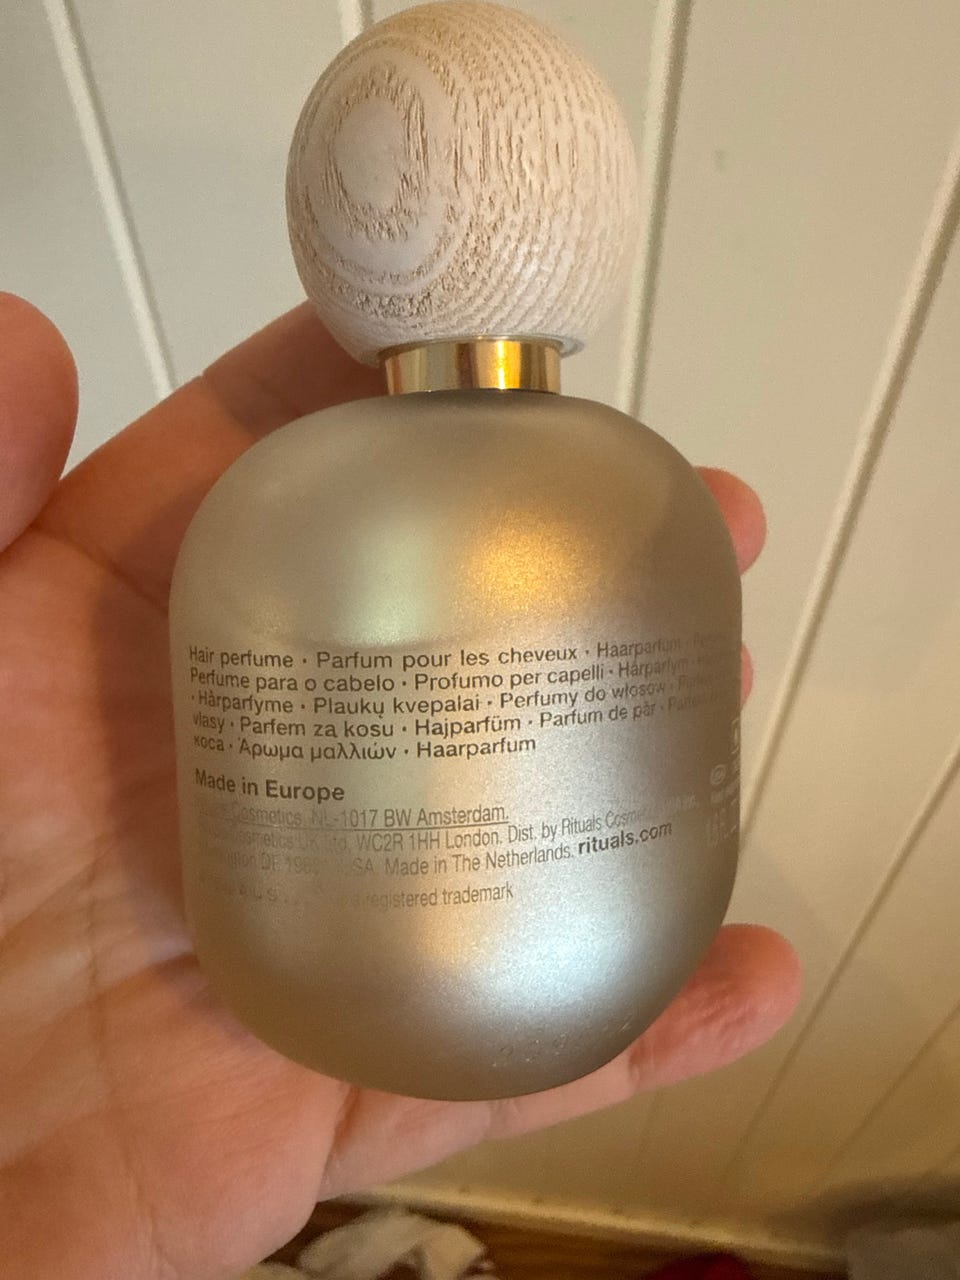 Hair perfume · Parfum pour les cheveux · Haarparfum ·
Perfume para o cabelo · Profumo per capelli · Hårparfym ·
· Hårparfyme · Plaukų kvepalai · Perfumy do włosów ·
vlasy · Parfem za kosu · Hajparfüm · Parfum de păr ·
коса · Άρωμα μαλλιών · Haarparfum
Made in Europe
Cosmetics, NL-1017 BW Amsterdam.
Cosmetics UK Ltd, WC2R 1HH London. Dist. by Rituals
DE USA. Made in The Netherlands. rituals.com
registered trademark